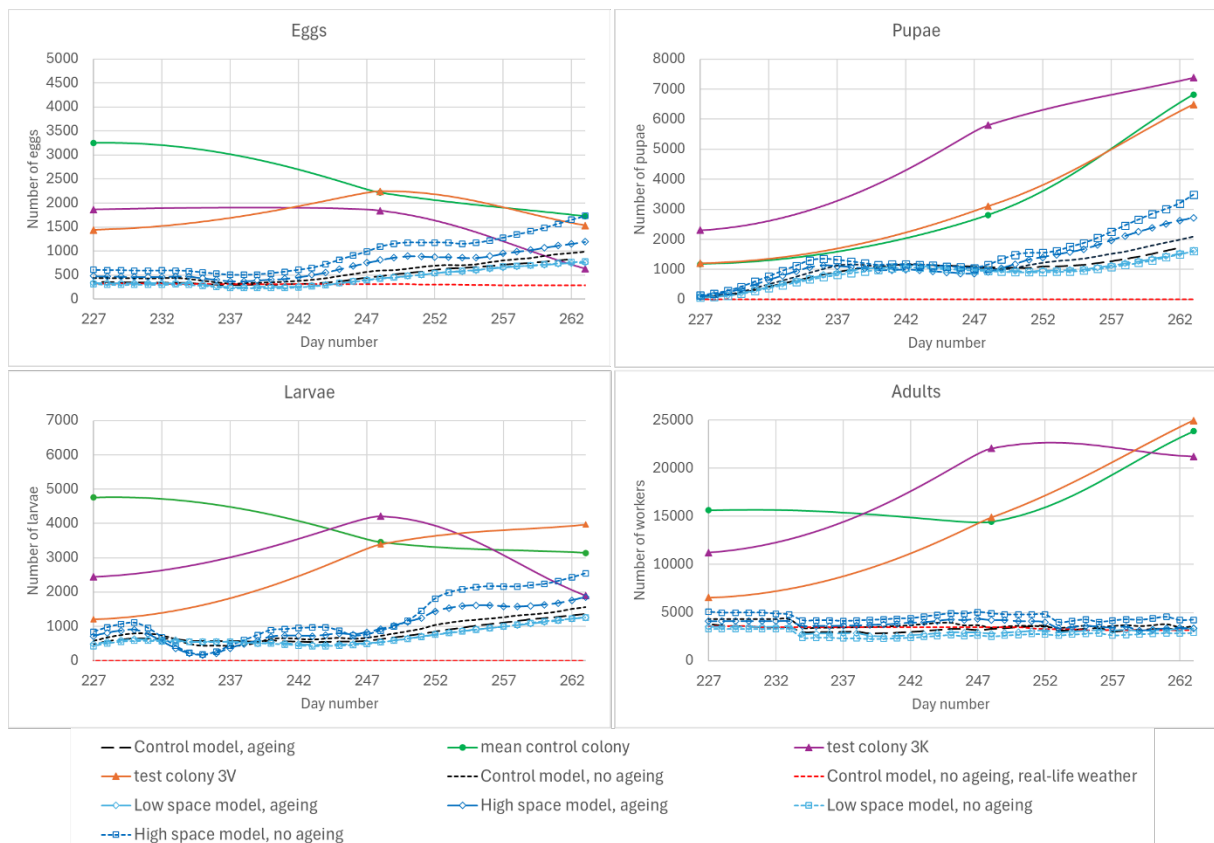 Eggs
Number of eggs
5000
4500
4000
3500
3000
2500
2000
1500
1000
500
0
227 232 237 242 247 252 257 262
Day number
Pupae
Number of pupae
8000
7000
6000
5000
4000
3000
2000
1000
0
227 232 237 242 247 252 257 262
Day number
Larvae
Number of larvae
7000
6000
5000
4000
3000
2000
1000
0
227 232 237 242 247 252 257 262
Day number
Adults
Number of workers
25000
20000
15000
10000
5000
0
227 232 237 242 247 252 257 262
Day number
Control model, ageing
mean control colony
test colony 3K
test colony 3V
Control model, no ageing
Control model, no ageing, real-life weather
Low space model, ageing
High space model, ageing
Low space model, no ageing
High space model, no ageing